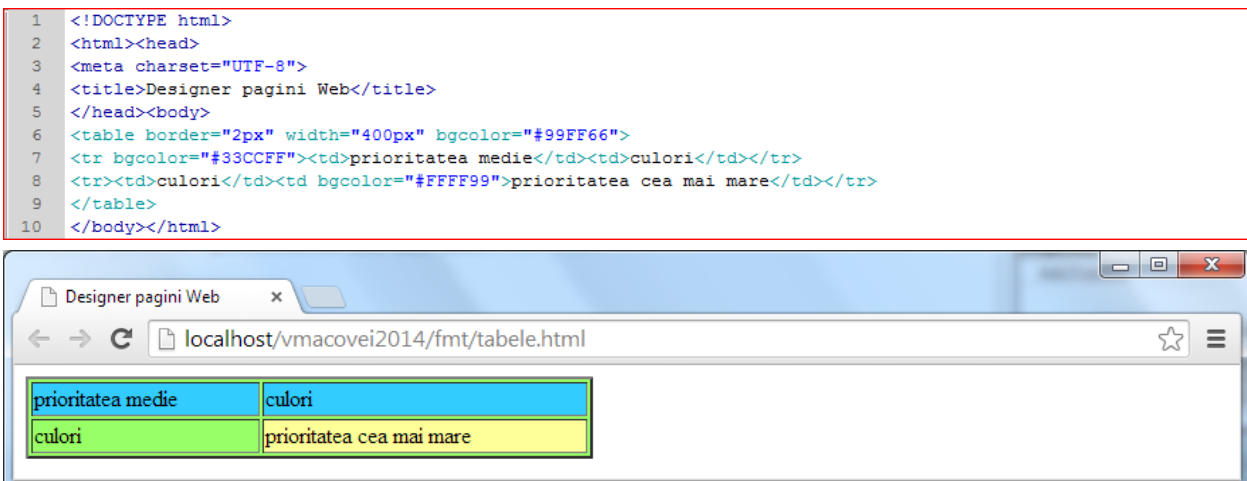 1 <!DOCTYPE html>
2 <html><head>
3 <meta charset="UTF-8">
4 <title>Designer pagini Web</title>
5 </head><body>
6 <table border="2px" width="400px" bgcolor="#99FF66">
7 <tr bgcolor="#33CCFF"><td>prioritatea medie</td><td>culori</td></tr>
8 <tr><td>culori</td><td bgcolor="#FFFF99">prioritatea cea mai mare</td></tr>
9 </table>
10 </body></html>
Designer pagini Web
localhost/vmacovei2014/fmt/tabele.html
prioritatea medie culori
culori prioritatea cea mai mare